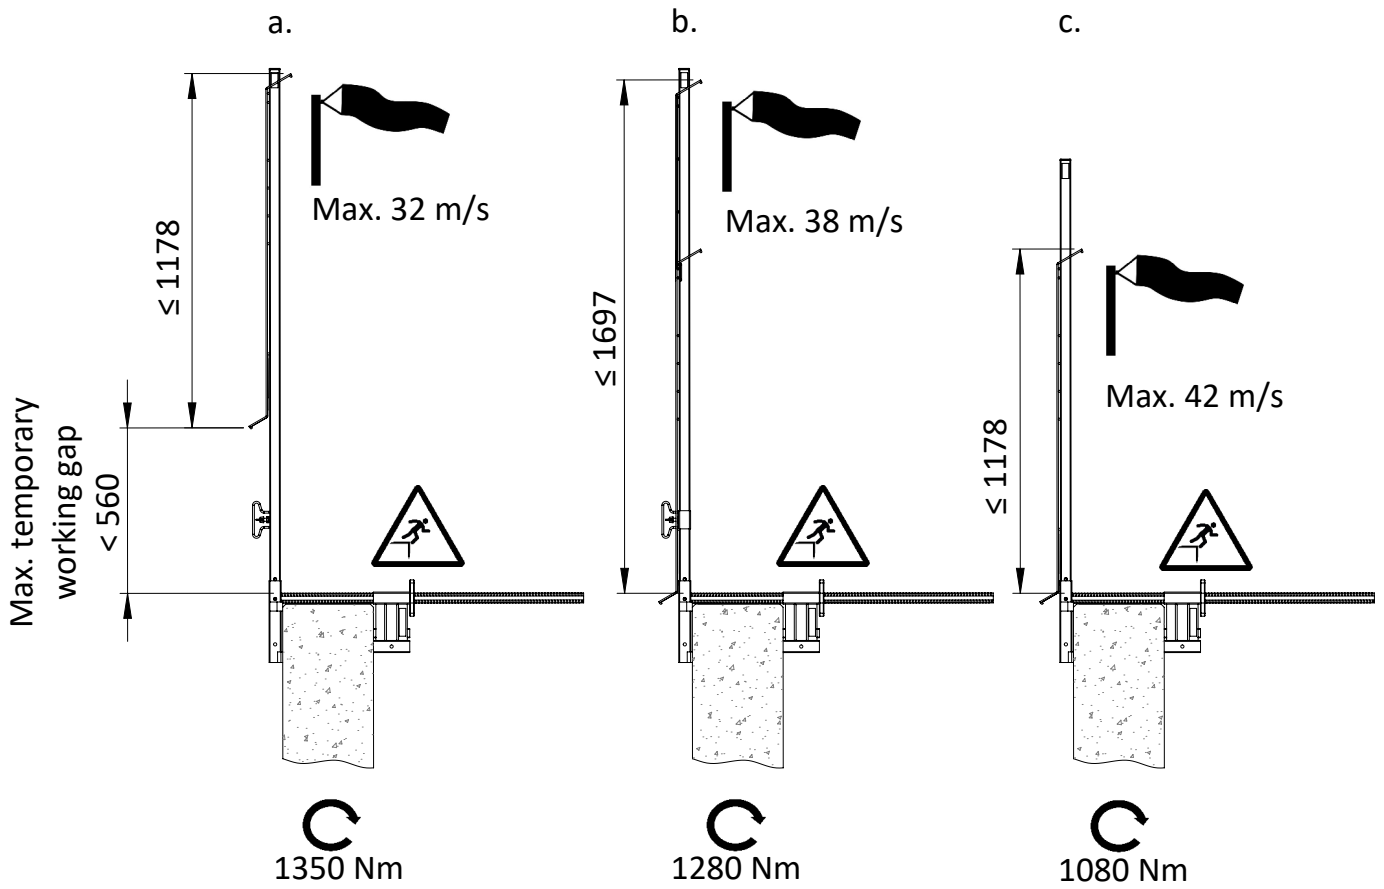 a.
b.
c.
Max. 32 m/s
Max. 38 m/s
Max. 42 m/s
≤ 1178
≤ 1697
≤ 1178
Max. temporary
working gap
< 560
1350 Nm
1280 Nm
1080 Nm